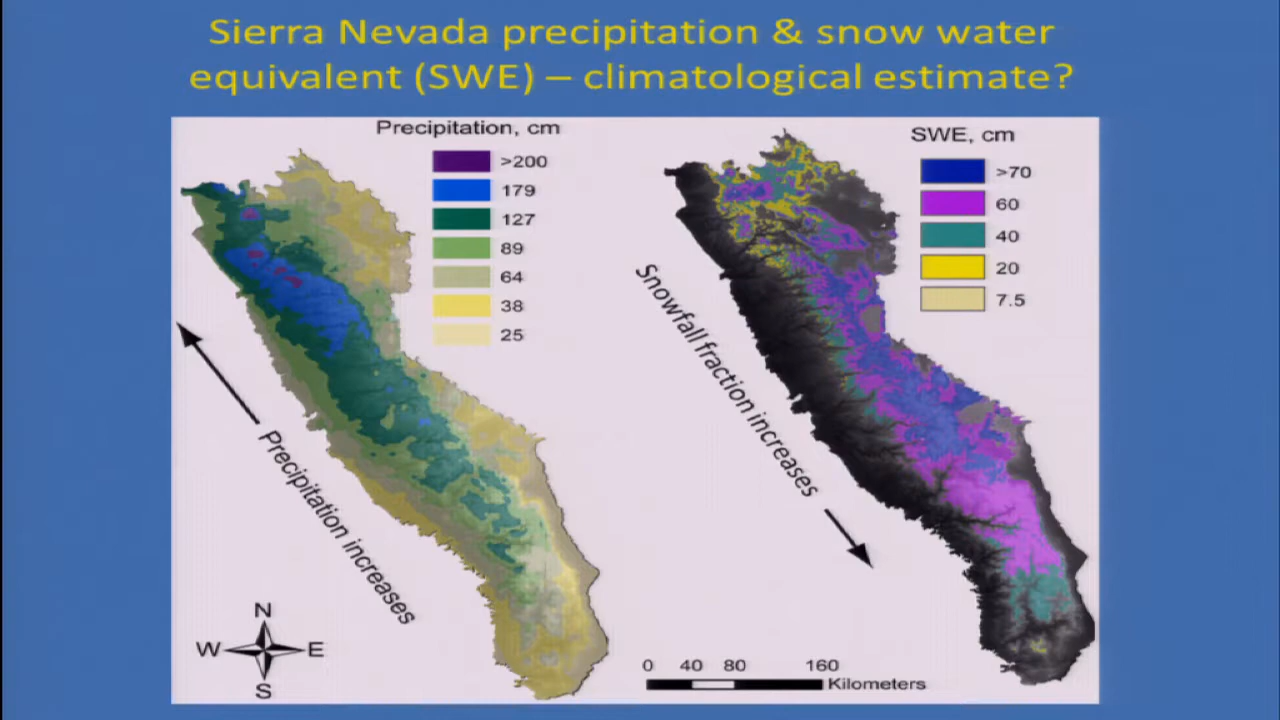 Sierra Nevada precipitation & snow water
equivalent (SWE) – climatological estimate?
Precipitation, cm
>200
179
127
89
64
38
25
Precipitation increases
N
W E
S
SWE, cm
>70
60
40
20
7.5
Snowfall fraction increases
0 40 80 160
Kilometers